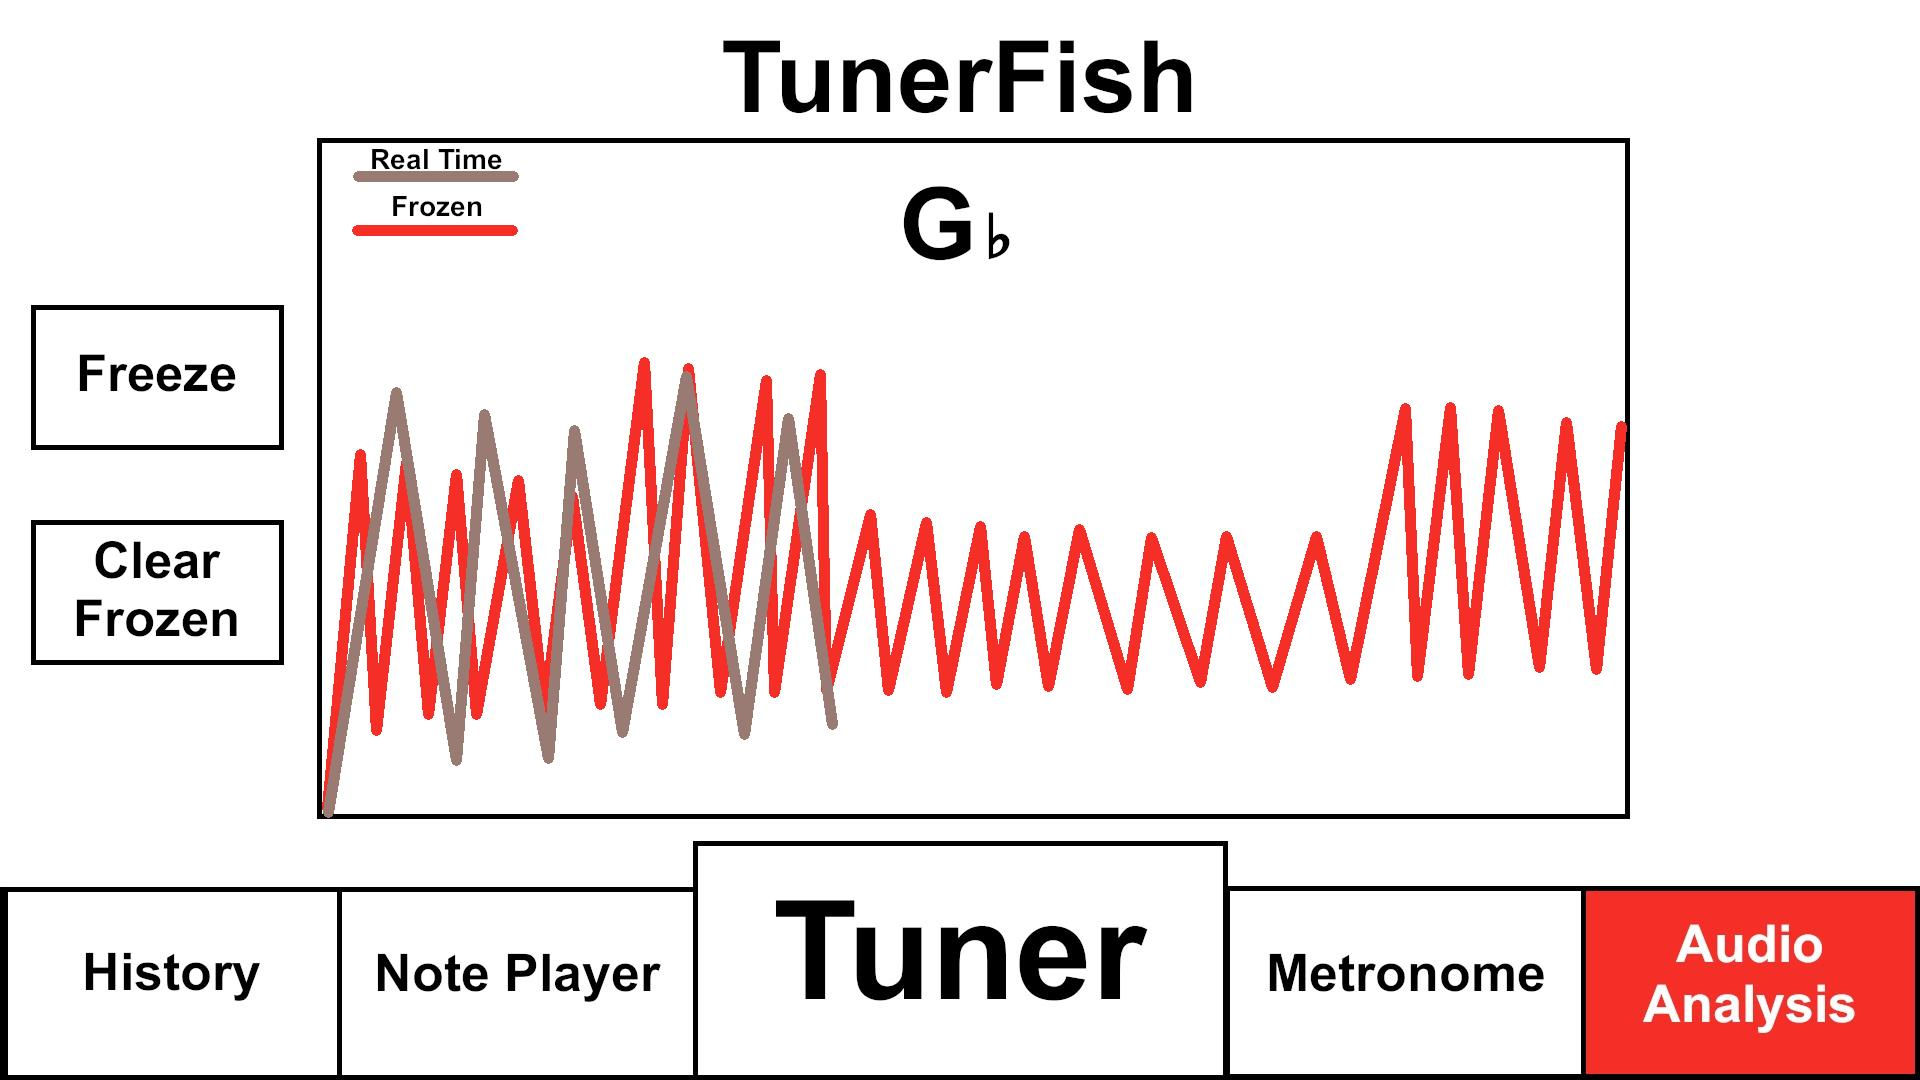 TunerFish
Real Time
Frozen
G♭
Freeze
Clear
Frozen
History
Note Player
Tuner
Metronome
Audio
Analysis